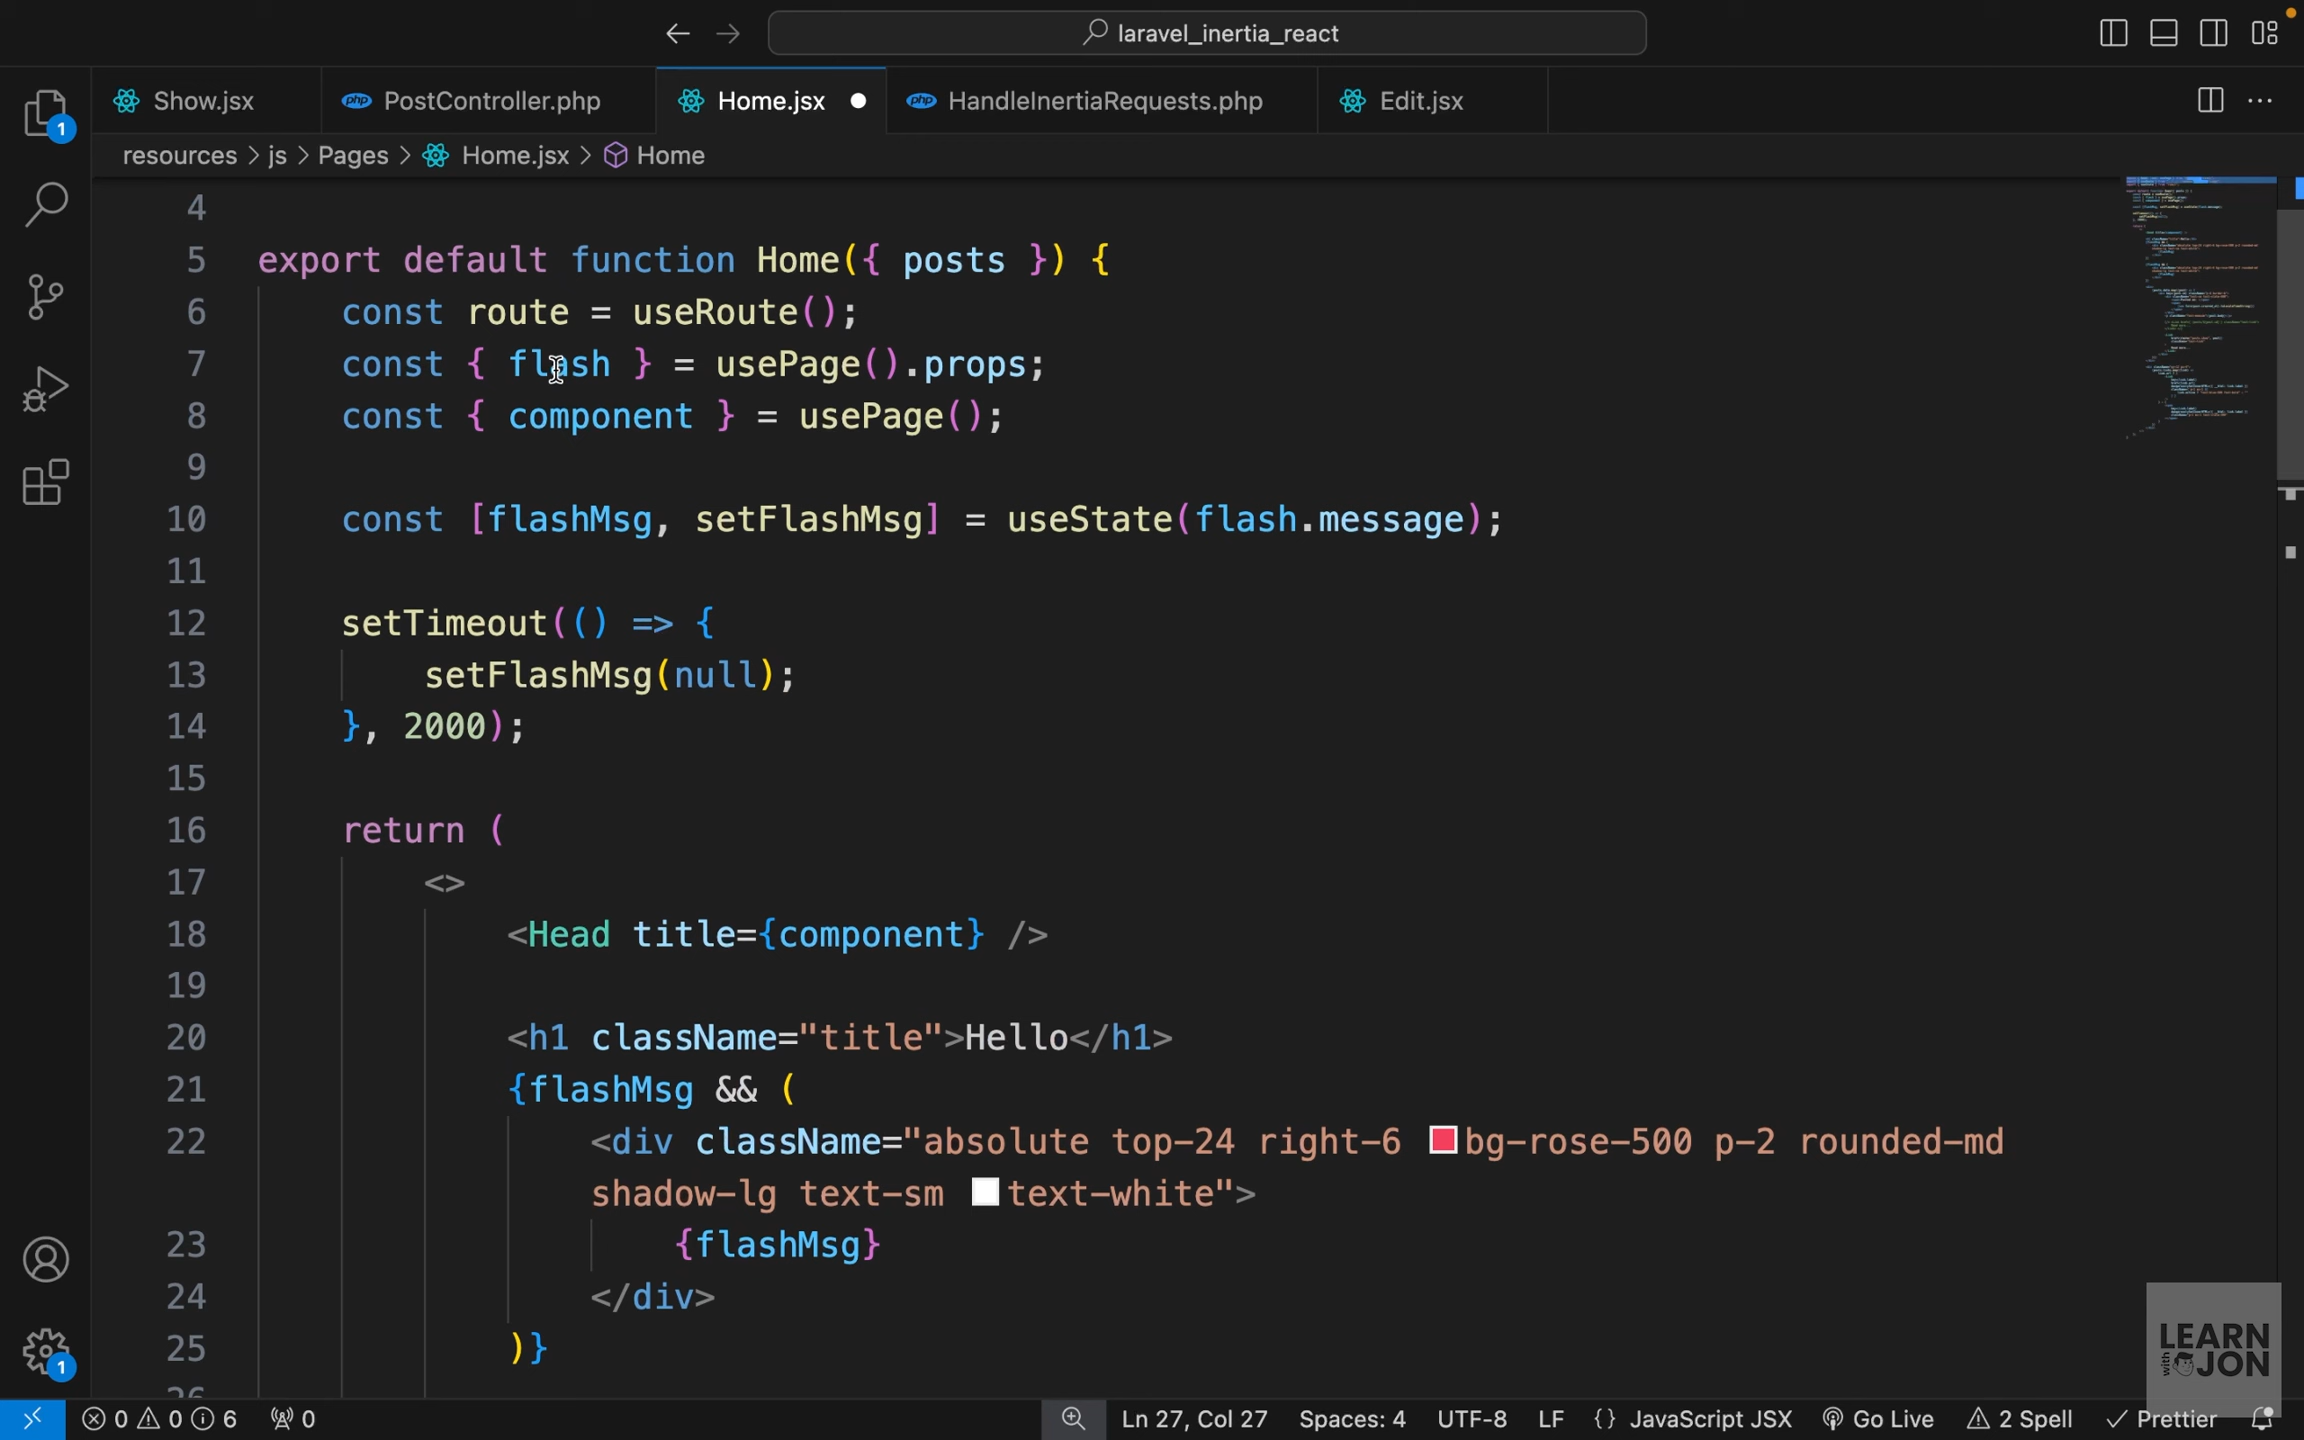 laravel_inertia_react
Show.jsx
PostController.php
Home.jsx
HandleInertiaRequests.php
Edit.jsx
resources > js > Pages > Home.jsx > Home
4
5 export default function Home({ posts }) {
6 const route = useRoute();
7 const { flash } = usePage().props;
8 const { component } = usePage();
9
10 const [flashMsg, setFlashMsg] = useState(flash.message);
11
12 setTimeout(() => {
13 setFlashMsg(null);
14 }, 2000);
15
16 return (
17 <>
18 <Head title={component} />
19
20 <h1 className="title">Hello</h1>
21 {flashMsg && (
22 <div className="absolute top-24 right-6 bg-rose-500 p-2 rounded-md
shadow-lg text-sm text-white">
23 {flashMsg}
24 </div>
25 )}
26
1
1
LEARN
with JON
0 0 6 0 Ln 27, Col 27 Spaces: 4 UTF-8 LF {} JavaScript JSX Go Live 2 Spell Prettier